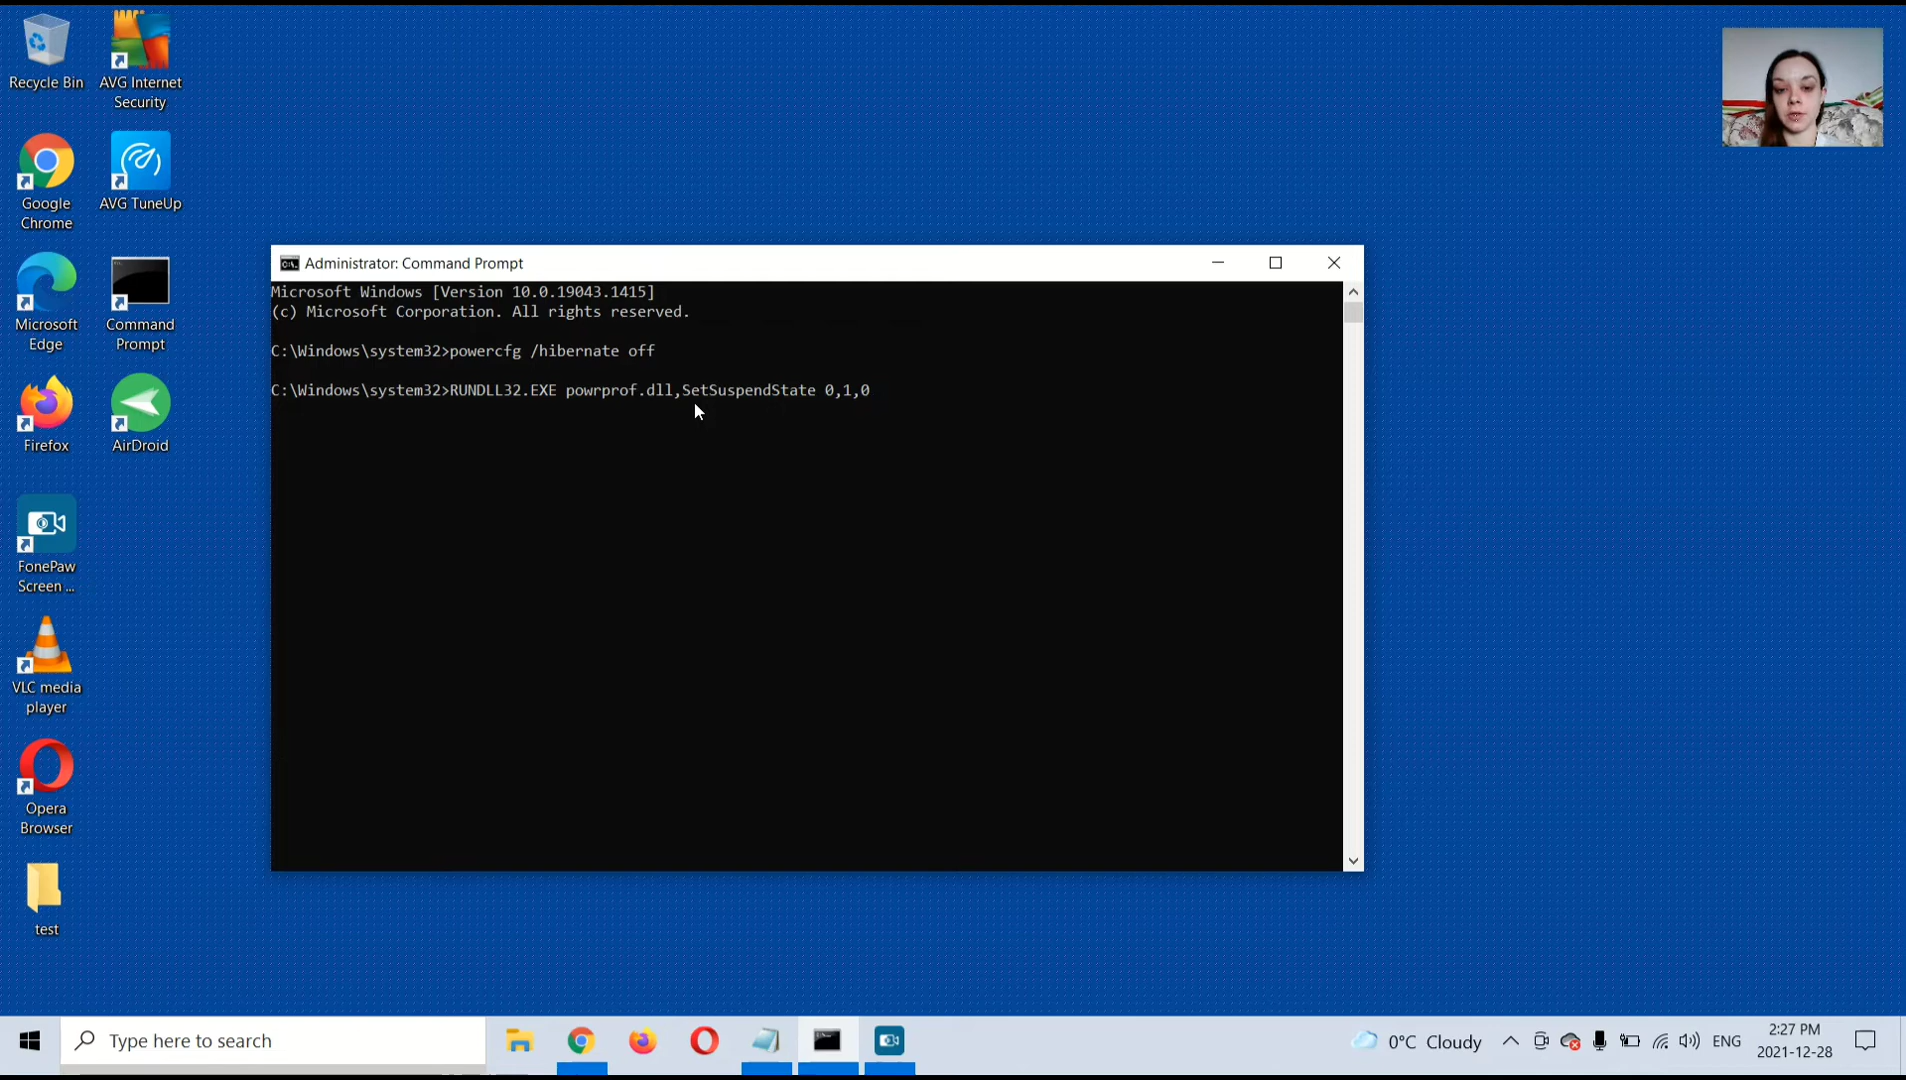 Recycle Bin
AVG Internet
Security
Google
Chrome
AVG TuneUp
Microsoft
Edge
Command
Prompt
Firefox
AirDroid
FonePaw
Screen ...
VLC media
player
Opera
Browser
test
Administrator: Command Prompt
Microsoft Windows [Version 10.0.19043.1415]
(c) Microsoft Corporation. All rights reserved.
C:\Windows\system32>powercfg /hibernate off
C:\Windows\system32>RUNDLL32.EXE powrprof.dll,SetSuspendState 0,1,0
Type here to search
0°C Cloudy
ENG
2:27 PM
2021-12-28